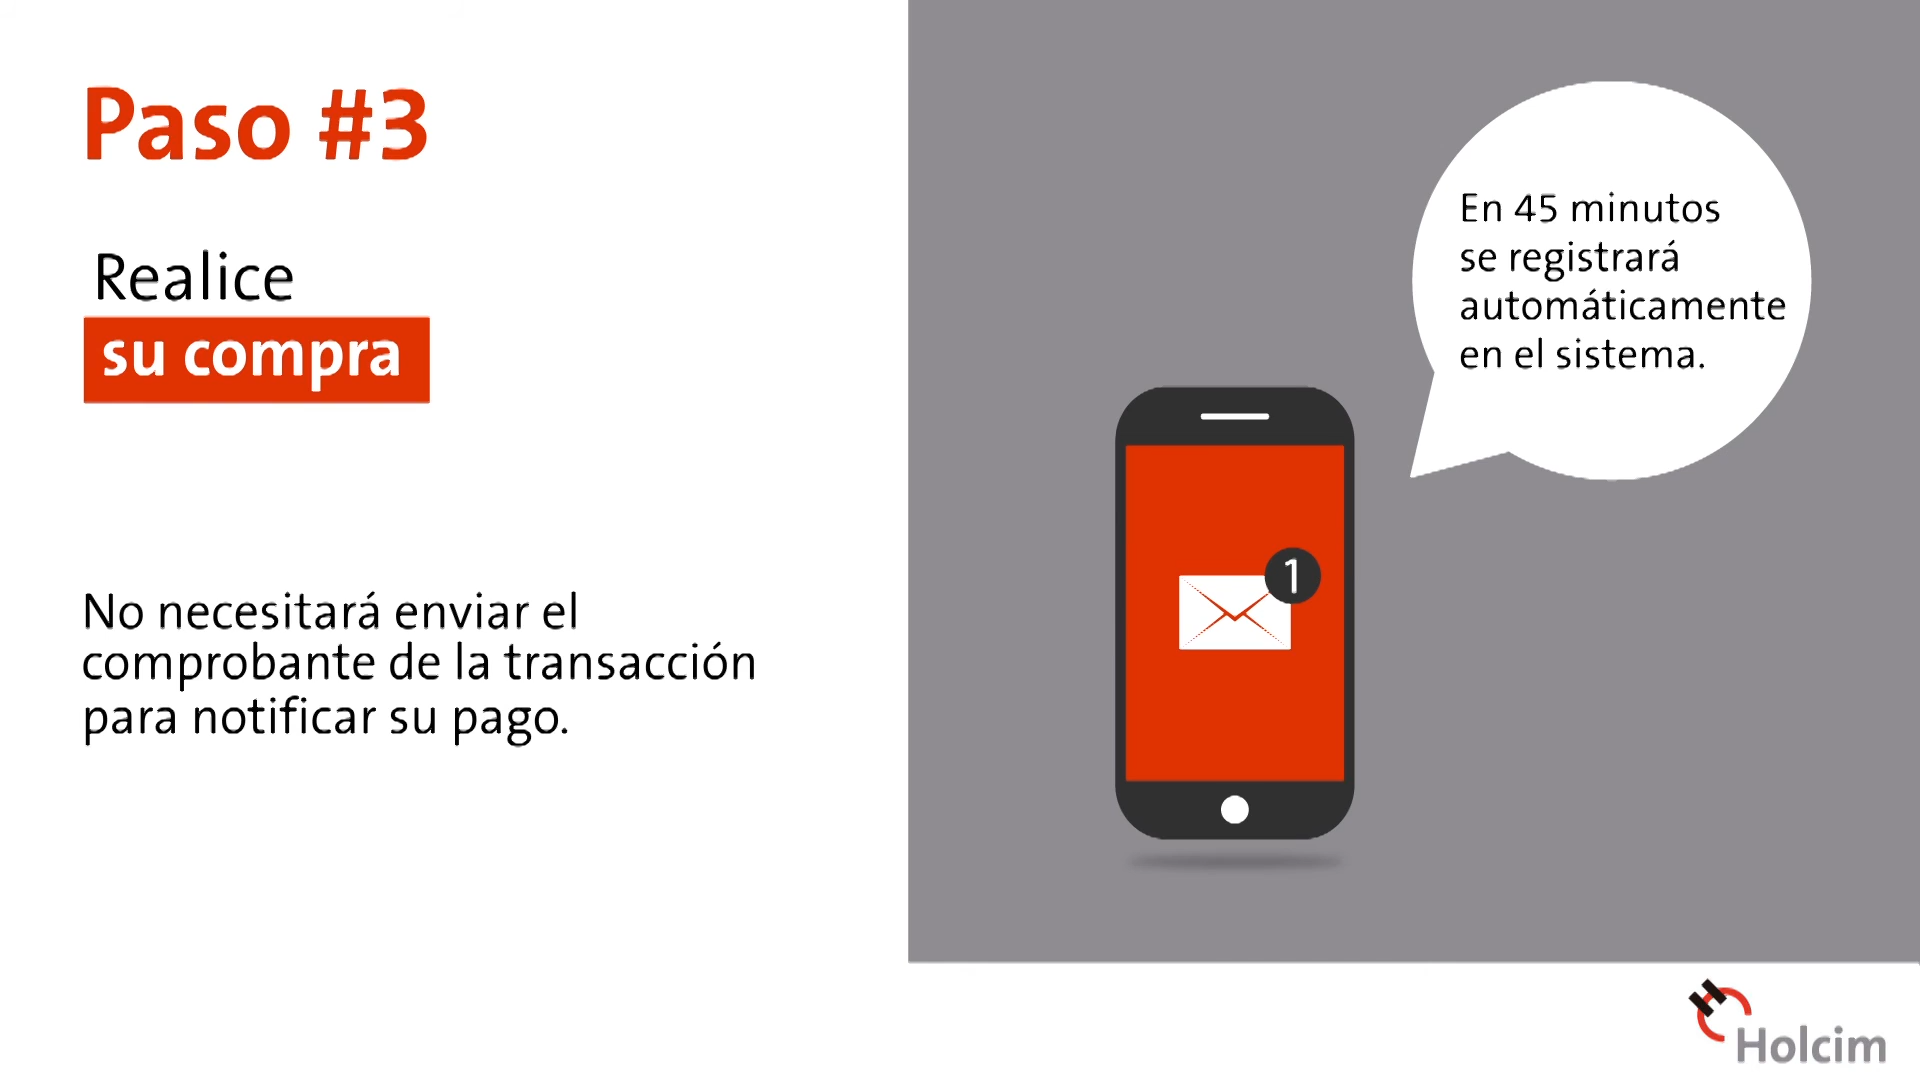 Paso #3
Realice
su compra
No necesitará enviar el
comprobante de la transacción
para notificar su pago.
En 45 minutos
se registrará
automáticamente
en el sistema.
1
Holcim